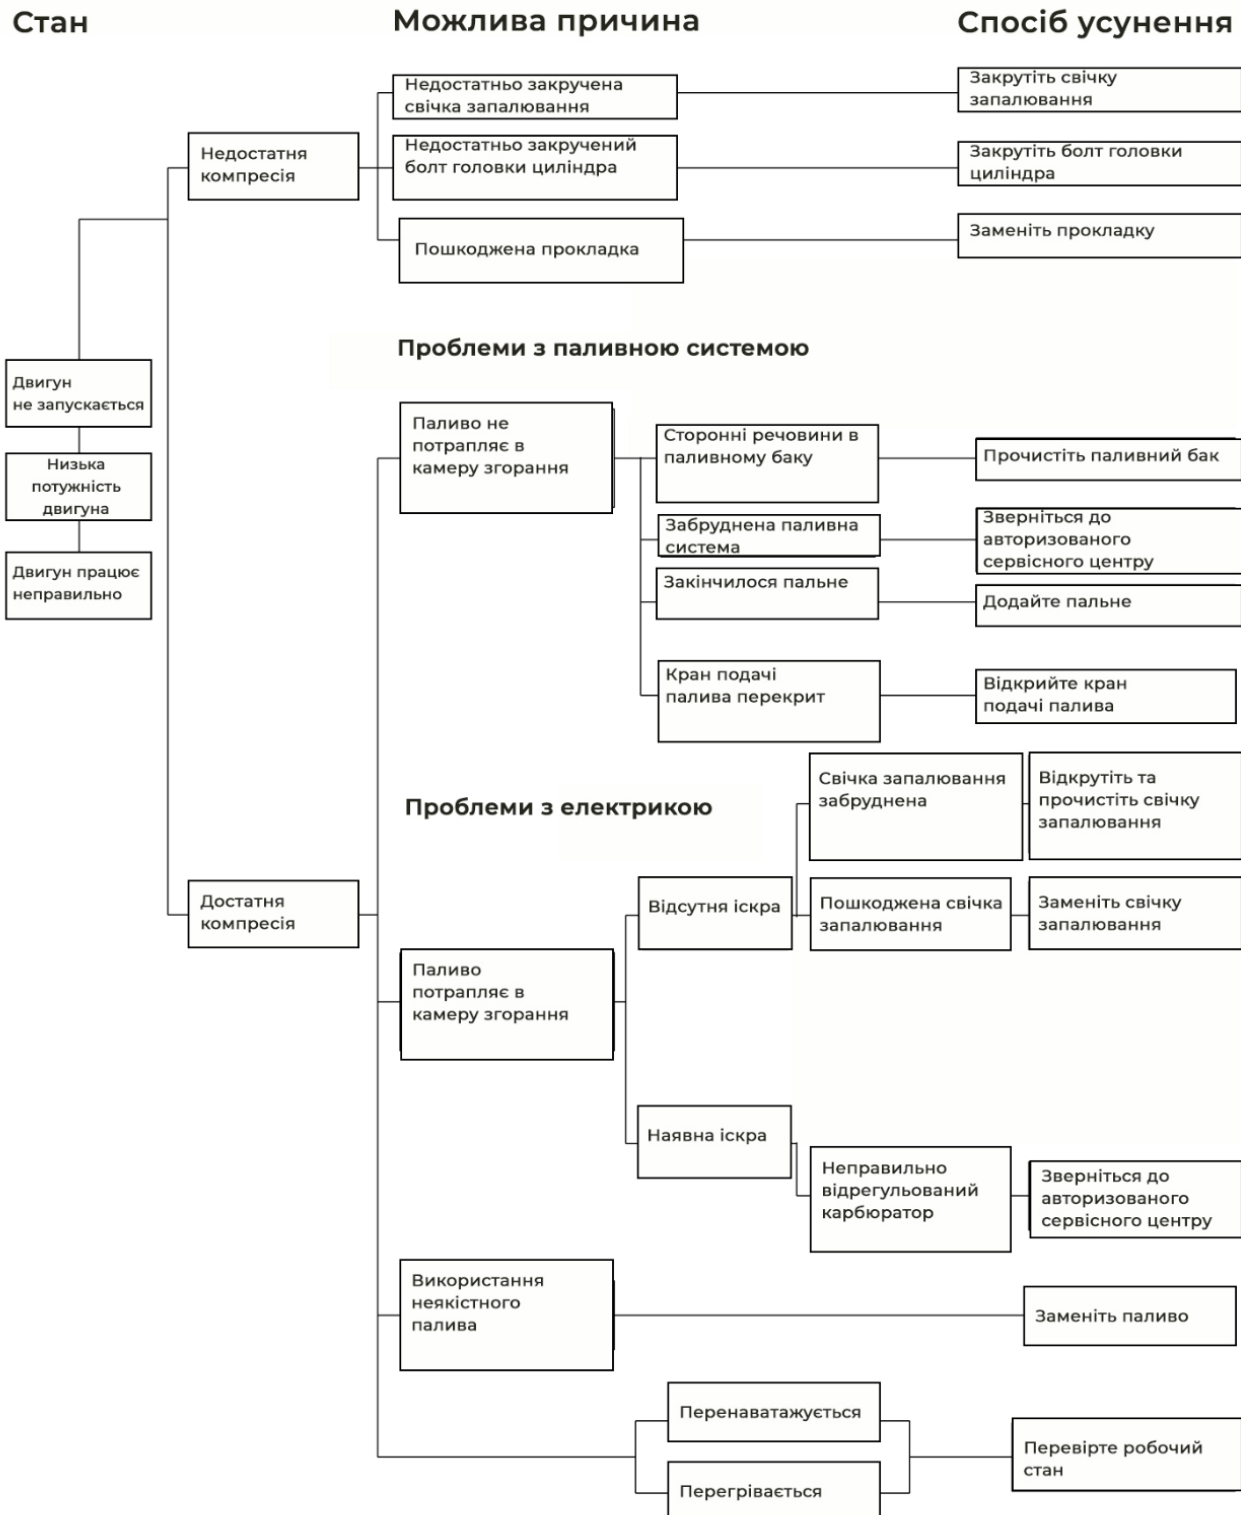 Стан
Можлива причина
Спосіб усунення
Недостатньо закручена
свічка запалювання
Закрутіть свічку
запалювання
Недостатня
компресія
Недостатньо закручений
болт головки циліндра
Закрутіть болт головки
циліндра
Пошкоджена прокладка
Заменіть прокладку
Проблеми з паливною системою
Двигун
не запускається
Низька
потужність
двигуна
Двигун працює
неправильно
Паливо не
потрапляє в
камеру згорання
Сторонні речовини в
паливному баку
Прочистіть паливний бак
Забруднена паливна
система
Зверніться до
авторизованого
сервісного центру
Закінчилося пальне
Додайте пальне
Кран подачі
палива перекрит
Відкрийте кран
подачі палива
Проблеми з електрикою
Свічка запалювання
забруднена
Відкрутіть та
прочистіть свічку
запалювання
Достатня
компресія
Відсутня іскра
Пошкоджена свічка
запалювання
Заменіть свічку
запалювання
Паливо
потрапляє в
камеру згорання
Наявна іскра
Неправильно
відрегульований
карбюратор
Зверніться до
авторизованого
сервісного центру
Використання
неякістного
палива
Заменіть паливо
Перенаватажується
Перегрівається
Перевірте робочий
стан